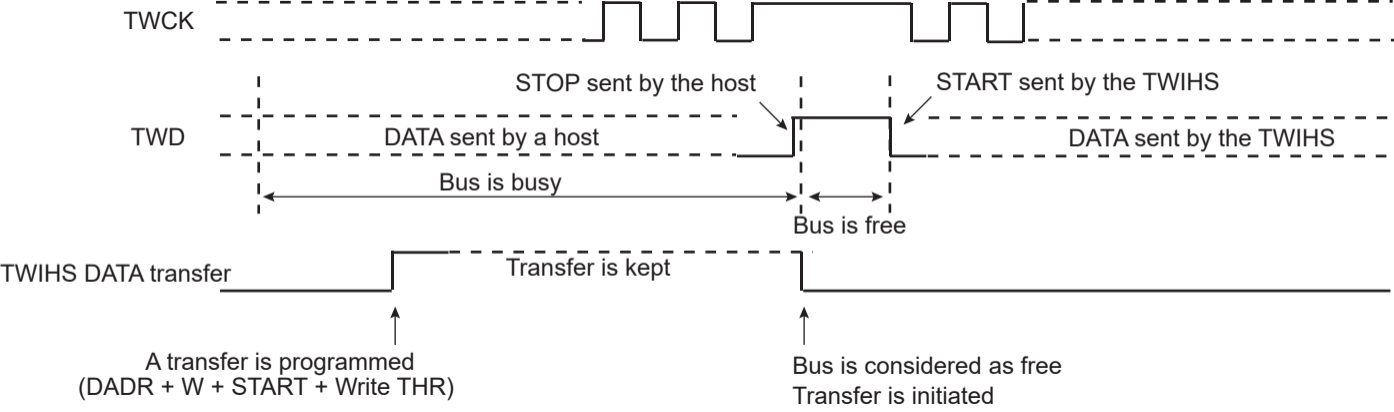 TWCK
STOP sent by the host
START sent by the TWIHS
TWD
DATA sent by a host
DATA sent by the TWIHS
Bus is busy
Bus is free
TWIHS DATA transfer
Transfer is kept
A transfer is programmed
(DADR + W + START + Write THR)
Bus is considered as free
Transfer is initiated